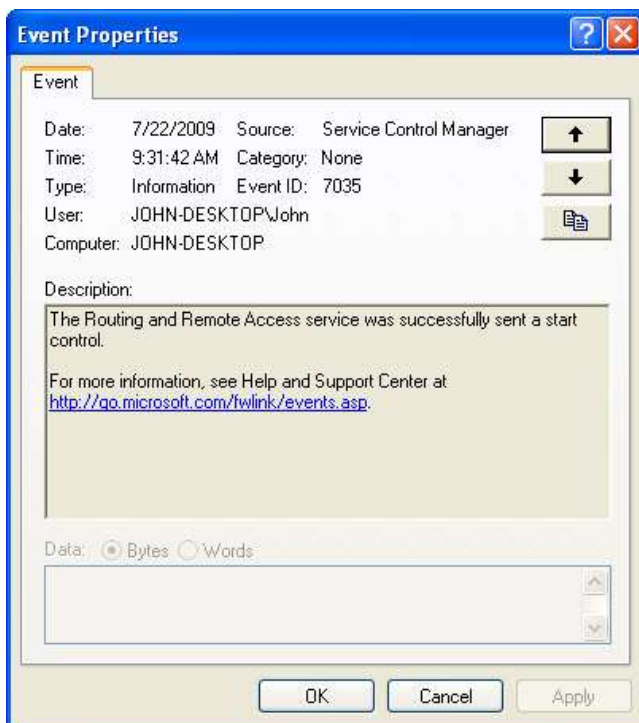 Event Properties
Event
Date: 7/22/2009 Source: Service Control Manager
Time: 9:31:42 AM Category: None
Type: Information Event ID: 7035
User: JOHN-DESKTOP\John
Computer: JOHN-DESKTOP
Description:
The Routing and Remote Access service was successfully sent a start
control.
For more information, see Help and Support Center at
http://go.microsoft.com/fwlink/events.asp.
Data: Bytes Words
OK Cancel Apply